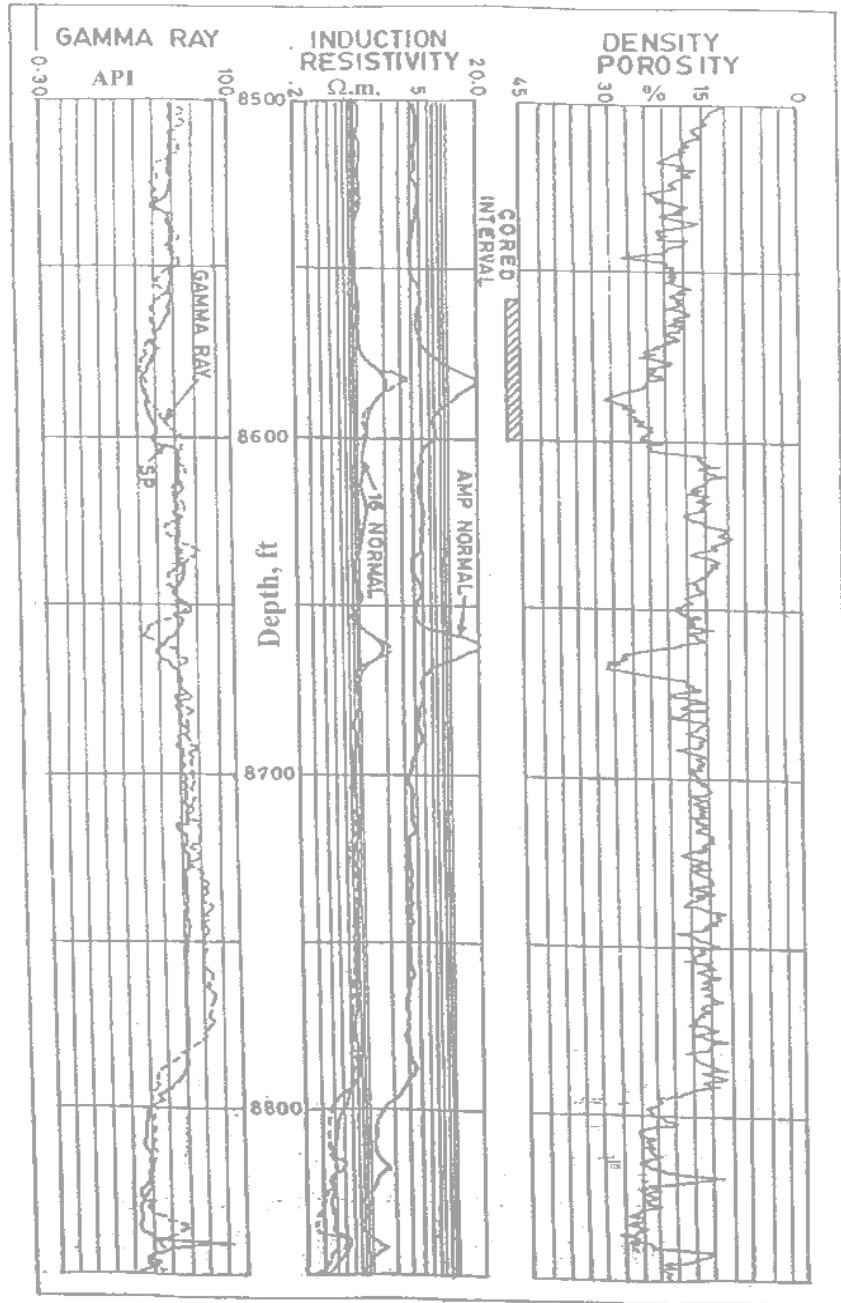 GAMMA RAY
API
0.30
100
INDUCTION
RESISTIVITY
Ω.m.
.2
5
20.0
DENSITY
POROSITY
45
30
%
15
0
8500
CORED
INTERVAL
GAMMA RAY
SP
8600
16 NORMAL
AMP NORMAL
Depth, ft
8700
8800